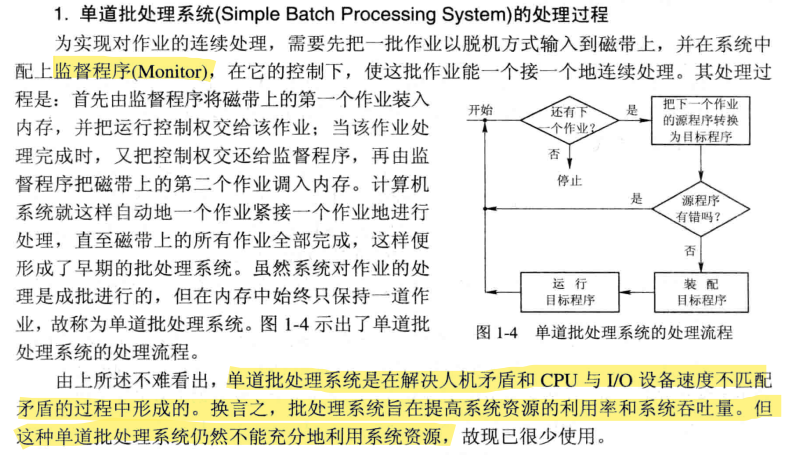 1. 单道批处理系统(Simple Batch Processing System)的处理过程
为实现对作业的连续处理，需要先把一批作业以脱机方式输入到磁带上，并在系统中
配上监督程序(Monitor)，在它的控制下，使这批作业能一个接一个地连续处理。其处理过
程是：首先由监督程序将磁带上的第一个作业装入
内存，并把运行控制权交给该作业；当该作业处
理完成时，又把控制权交还给监督程序，再由监
督程序把磁带上的第二个作业调入内存。计算机
系统就这样自动地一个作业紧接一个作业地进行
处理，直至磁带上的所有作业全部完成，这样便
形成了早期的批处理系统。虽然系统对作业的处
理是成批进行的，但在内存中始终只保持一道作
业，故称为单道批处理系统。图 1-4 示出了单道批
处理系统的处理流程。
开始
还有下
一个作业?
是
把下一个作业
的源程序转换
为目标程序
否
停止
是
源程序
有错吗?
否
运 行
目标程序
装 配
目标程序
图 1-4 单道批处理系统的处理流程
由上所述不难看出，单道批处理系统是在解决人机矛盾和 CPU 与 I/O 设备速度不匹配
矛盾的过程中形成的。换言之，批处理系统旨在提高系统资源的利用率和系统吞吐量。但
这种单道批处理系统仍然不能充分地利用系统资源，故现已很少使用。